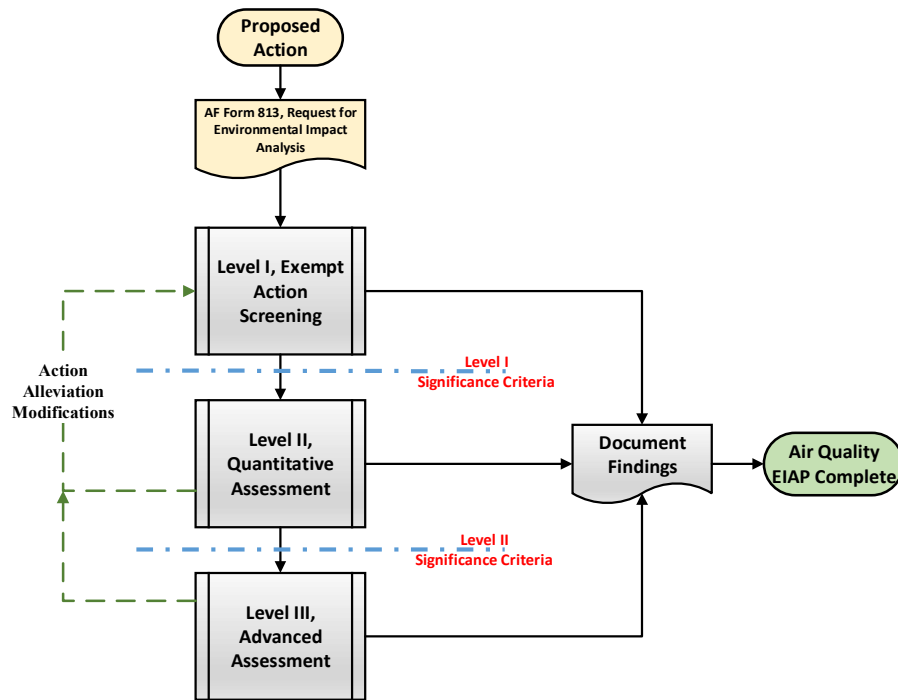 Proposed
Action
AF Form 813, Request for
Environmental Impact
Analysis
Level I, Exempt
Action
Screening
Level I
Significance Criteria
Action
Alleviation
Modifications
Level II,
Quantitative
Assessment
Document
Findings
Air Quality
EIAP Complete
Level II
Significance Criteria
Level III,
Advanced
Assessment